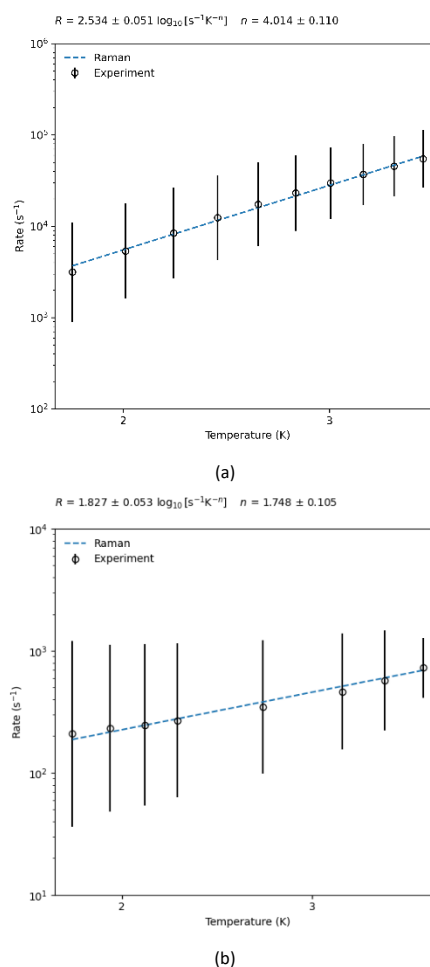 R = 2.534 ± 0.051 log₁₀[s⁻¹K⁻ⁿ] n = 4.014 ± 0.110
10⁶
Raman
Experiment
10⁵
Rate (s⁻¹)
10⁴
10³
10²
2
3
Temperature (K)
(a)
R = 1.827 ± 0.053 log₁₀[s⁻¹K⁻ⁿ] n = 1.748 ± 0.105
10⁴
Raman
Experiment
10³
Rate (s⁻¹)
10²
10¹
2
3
Temperature (K)
(b)